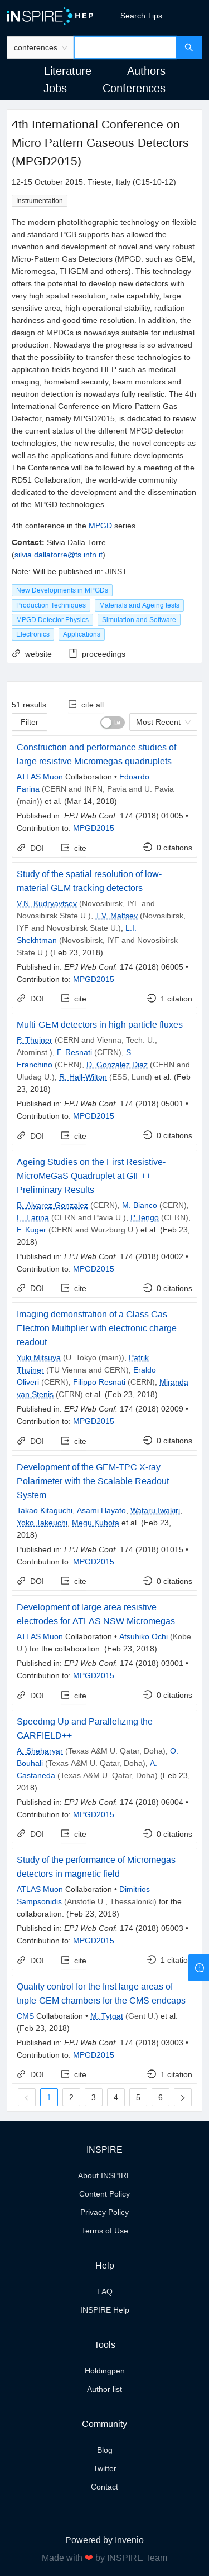 INSPIRE HEP
Search Tips
···
conferences
Literature
Authors
Jobs
Conferences
4th International Conference on
Micro Pattern Gaseous Detectors
(MPGD2015)
12-15 October 2015. Trieste, Italy (C15-10-12)
Instrumentation
The modern photolithographic technology on flexible
and standard PCB substrates favored the invention
and development of novel and very robust Micro-
Pattern Gas Detectors (MPGD: such as GEM,
Micromegsa, THGEM and others). This technology
offers the potential to develop new detectors with
very high spatial resolution, rate capability, large
sensitive area, high operational stability, radiation
hardness and good time resolution. In particular, the
design of MPGDs is nowadays suitable for industrial
production. Nowadays the progress is also in the
area of applications: fields beyond HEP such as
medical imaging, homeland security, beam monitors
and neutron detection is nowadays fully realistic. The
4th International Conference on Micro-Pattern Gas
Detector, namely MPGD2015, is dedicated to review
the current status of the different MPGD detector
technologies, the new results, as well as the
different applications and future developments. The
Conference will be followed by a Meeting in the
RD51 Collaboration, the world-wide collaboration
dedicated to the study and optimization of the MPGD
technologies.
4th conference in the MPGD series
Contact: Silvia Dalla Torre
(silvia.dallatorre@ts.infn.it)
Note: Will be published in: JINST
New Developments in MPGDs
Production Techniques
Materials and Ageing tests
MPGD Detector Physics
Simulation and Software
Electronics
Applications
website
proceedings
51 results | cite all
Filter
Most Recent
Construction and performance studies of
large resistive Micromegas quadruplets
ATLAS Muon Collaboration • Edoardo
Farina (CERN and INFN, Pavia and U. Pavia
(main)) et al. (Mar 14, 2018)
Published in: EPJ Web Conf. 174 (2018) 01005 •
Contribution to: MPGD2015
DOI cite 0 citations
Study of the spatial resolution of low-
material GEM tracking detectors
V.N. Kudryavtsev (Novosibirsk, IYF and
Novosibirsk State U.), T.V. Maltsev (Novosibirsk,
IYF and Novosibirsk State U.), L.I.
Shekhtman (Novosibirsk, IYF and Novosibirsk
State U.) (Feb 23, 2018)
Published in: EPJ Web Conf. 174 (2018) 06005 •
Contribution to: MPGD2015
DOI cite 1 citation
Multi-GEM detectors in high particle fluxes
P. Thuiner (CERN and Vienna, Tech. U.,
Atominst.), F. Resnati (CERN), S.
Franchino (CERN), D. Gonzalez Diaz (CERN and
Uludag U.), R. Hall-Wilton (ESS, Lund) et al. (Feb
23, 2018)
Published in: EPJ Web Conf. 174 (2018) 05001 •
Contribution to: MPGD2015
DOI cite 0 citations
Ageing Studies on the First Resistive-
MicroMeGaS Quadruplet at GIF++
Preliminary Results
B. Alvarez Gonzalez (CERN), M. Bianco (CERN),
E. Farina (CERN and Pavia U.), P. Iengo (CERN),
F. Kuger (CERN and Wurzburg U.) et al. (Feb 23,
2018)
Published in: EPJ Web Conf. 174 (2018) 04002 •
Contribution to: MPGD2015
DOI cite 0 citations
Imaging demonstration of a Glass Gas
Electron Multiplier with electronic charge
readout
Yuki Mitsuya (U. Tokyo (main)), Patrik
Thuiner (TU Vienna and CERN), Eraldo
Oliveri (CERN), Filippo Resnati (CERN), Miranda
van Stenis (CERN) et al. (Feb 23, 2018)
Published in: EPJ Web Conf. 174 (2018) 02009 •
Contribution to: MPGD2015
DOI cite 0 citations
Development of the GEM-TPC X-ray
Polarimeter with the Scalable Readout
System
Takao Kitaguchi, Asami Hayato, Wataru Iwakiri,
Yoko Takeuchi, Megu Kubota et al. (Feb 23,
2018)
Published in: EPJ Web Conf. 174 (2018) 01015 •
Contribution to: MPGD2015
DOI cite 0 citations
Development of large area resistive
electrodes for ATLAS NSW Micromegas
ATLAS Muon Collaboration • Atsuhiko Ochi (Kobe
U.) for the collaboration. (Feb 23, 2018)
Published in: EPJ Web Conf. 174 (2018) 03001 •
Contribution to: MPGD2015
DOI cite 0 citations
Speeding Up and Parallelizing the
GARFIELD++
A. Sheharyar (Texas A&M U. Qatar, Doha), O.
Bouhali (Texas A&M U. Qatar, Doha), A.
Castaneda (Texas A&M U. Qatar, Doha) (Feb 23,
2018)
Published in: EPJ Web Conf. 174 (2018) 06004 •
Contribution to: MPGD2015
DOI cite 0 citations
Study of the performance of Micromegas
detectors in magnetic field
ATLAS Muon Collaboration • Dimitrios
Sampsonidis (Aristotle U., Thessaloniki) for the
collaboration. (Feb 23, 2018)
Published in: EPJ Web Conf. 174 (2018) 05003 •
Contribution to: MPGD2015
DOI cite 1 citation
Quality control for the first large areas of
triple-GEM chambers for the CMS endcaps
CMS Collaboration • M. Tytgat (Gent U.) et al.
(Feb 23, 2018)
Published in: EPJ Web Conf. 174 (2018) 03003 •
Contribution to: MPGD2015
DOI cite 1 citation
1 2 3 4 5 6
INSPIRE
About INSPIRE
Content Policy
Privacy Policy
Terms of Use
Help
FAQ
INSPIRE Help
Tools
Holdingpen
Author list
Community
Blog
Twitter
Contact
Powered by Invenio
Made with ❤ by INSPIRE Team